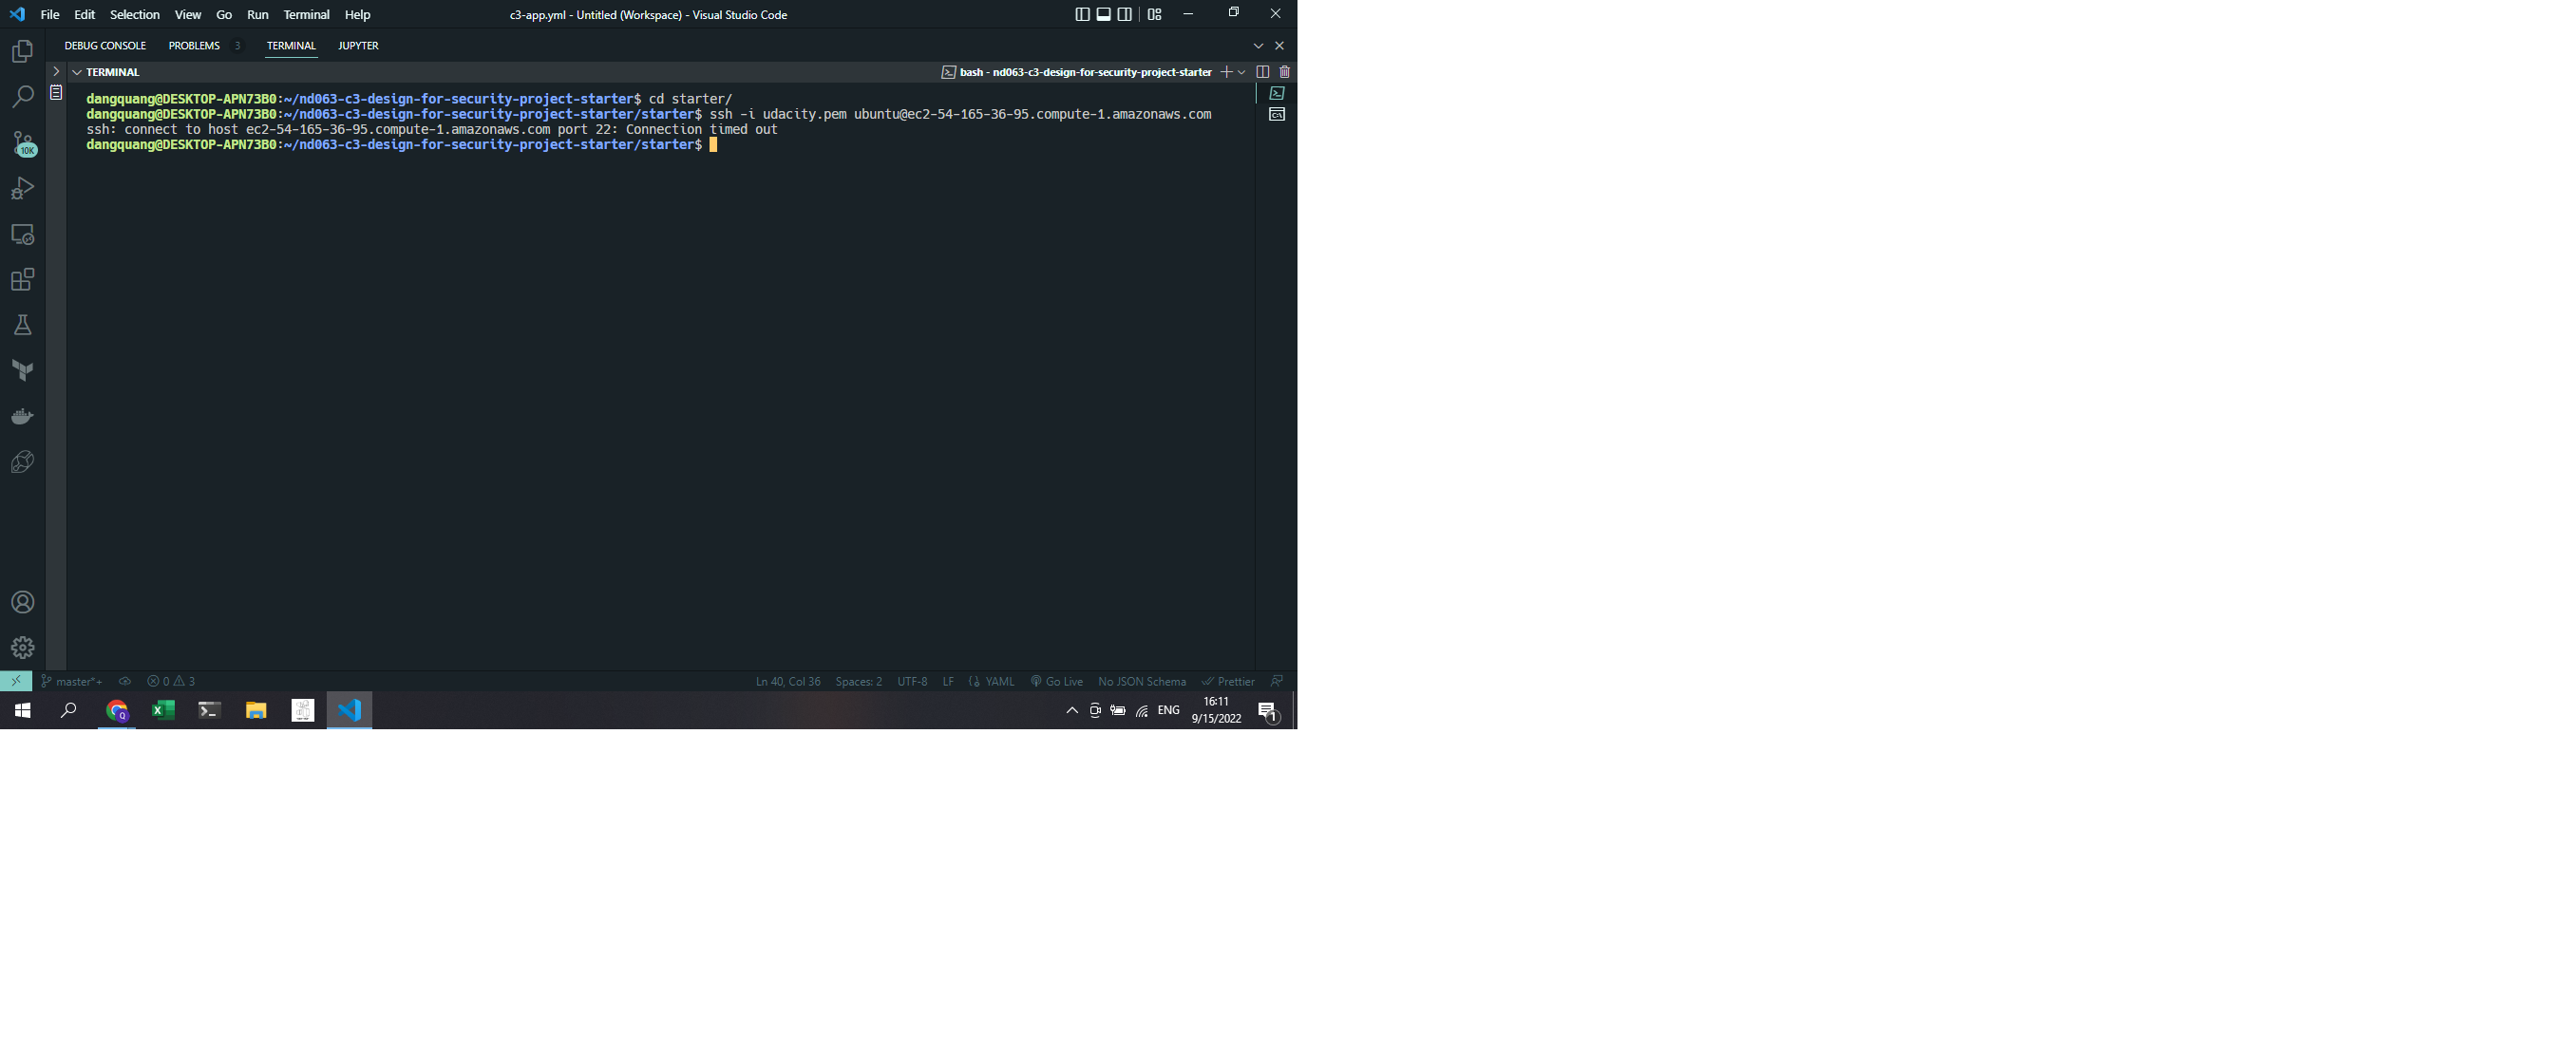 File Edit Selection View Go Run Terminal Help c3-app.yml - Untitled (Workspace) - Visual Studio Code
DEBUG CONSOLE PROBLEMS 3 TERMINAL JUPYTER
TERMINAL bash - nd063-c3-design-for-security-project-starter
dangquang@DESKTOP-APN73B0:~/nd063-c3-design-for-security-project-starter$ cd starter/
dangquang@DESKTOP-APN73B0:~/nd063-c3-design-for-security-project-starter/starter$ ssh -i udacity.pem ubuntu@ec2-54-165-36-95.compute-1.amazonaws.com
ssh: connect to host ec2-54-165-36-95.compute-1.amazonaws.com port 22: Connection timed out
dangquang@DESKTOP-APN73B0:~/nd063-c3-design-for-security-project-starter/starter$
10K
master*+ 0 3 Ln 40, Col 36 Spaces: 2 UTF-8 LF YAML Go Live No JSON Schema Prettier
ENG
16:11
9/15/2022
1